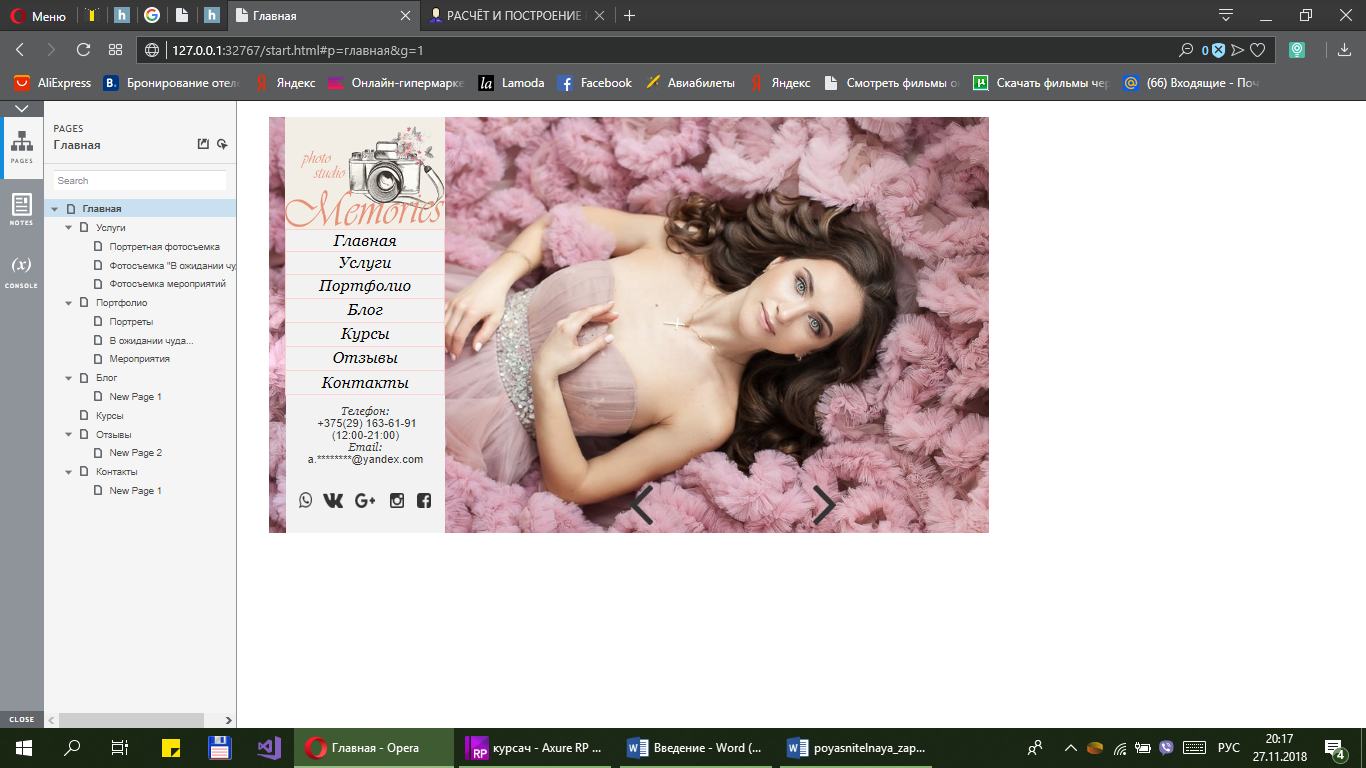 Меню
Главная
РАСЧЁТ И ПОСТРОЕНИЕ
127.0.0.1:32767/start.html#p=главная&g=1
0
AliExpress
B. Бронирование отеле
Яндекс
Онлайн-гипермарке
la Lamoda
Facebook
Авиабилеты
Яндекс
Смотреть фильмы о
Скачать фильмы чер
(66) Входящие - Поч
PAGES
NOTES
(x)
CONSOLE
CLOSE
PAGES
Главная
Search
Главная
Услуги
Портретная фотосъемка
Фотосъемка "В ожидании чу
Фотосъемка мероприятий
Портфолио
Портреты
В ожидании чуда...
Мероприятия
Блог
New Page 1
Курсы
Отзывы
New Page 2
Контакты
New Page 1
photo
studio
Memories
Главная
Услуги
Портфолио
Блог
Курсы
Отзывы
Контакты
Телефон:
+375(29) 163-61-91
(12:00-21:00)
Email:
a.********@yandex.com
G+
Главная - Opera
RP курсач - Axure RP ...
Введение - Word (...
poyasnitelnaya_zap...
РУС
20:17
27.11.2018
4